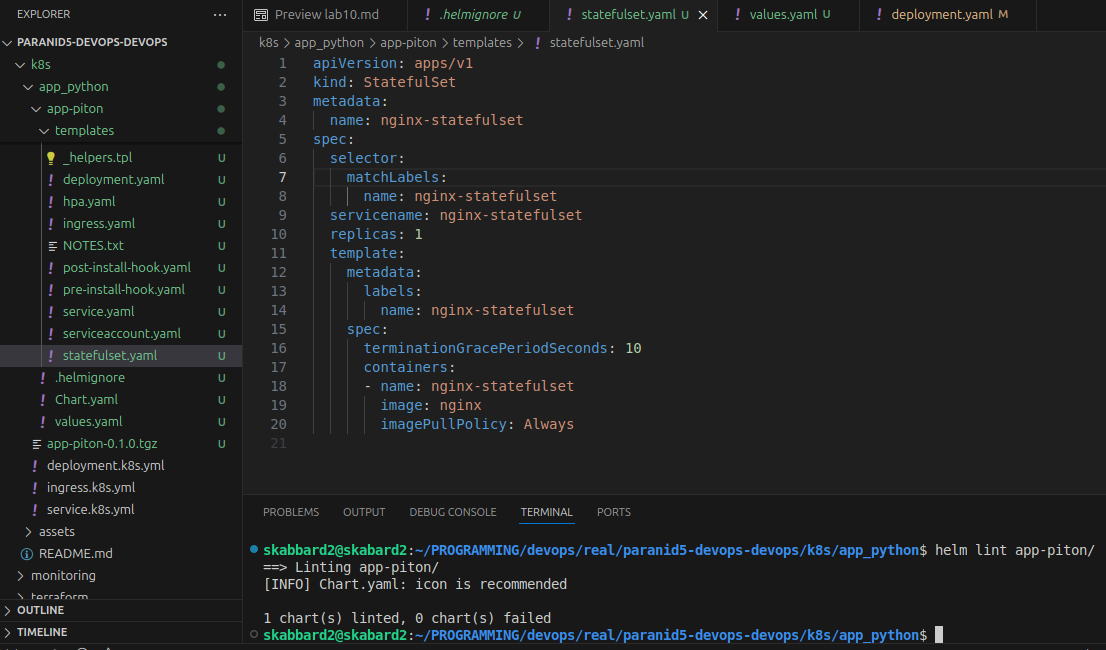 EXPLORER
PARANID5-DEVOPS-DEVOPS
k8s
app_python
app-piton
templates
_helpers.tpl U
deployment.yaml U
hpa.yaml U
ingress.yaml U
NOTES.txt U
post-install-hook.yaml U
pre-install-hook.yaml U
service.yaml U
serviceaccount.yaml U
statefulset.yaml U
.helmignore U
Chart.yaml U
values.yaml U
app-piton-0.1.0.tgz U
deployment.k8s.yml
ingress.k8s.yml
service.k8s.yml
assets
README.md
monitoring
terraform
OUTLINE
TIMELINE
Preview lab10.md .helmignore U statefulset.yaml U values.yaml U deployment.yaml M
k8s > app_python > app-piton > templates > statefulset.yaml
1 apiVersion: apps/v1
2 kind: StatefulSet
3 metadata:
4 name: nginx-statefulset
5 spec:
6 selector:
7 matchLabels:
8 name: nginx-statefulset
9 servicename: nginx-statefulset
10 replicas: 1
11 template:
12 metadata:
13 labels:
14 name: nginx-statefulset
15 spec:
16 terminationGracePeriodSeconds: 10
17 containers:
18 - name: nginx-statefulset
19 image: nginx
20 imagePullPolicy: Always
21
PROBLEMS OUTPUT DEBUG CONSOLE TERMINAL PORTS
skabbard2@skabard2:~/PROGRAMMING/devops/real/paranid5-devops-devops/k8s/app_python$ helm lint app-piton/
==> Linting app-piton/
[INFO] Chart.yaml: icon is recommended
1 chart(s) linted, 0 chart(s) failed
skabbard2@skabard2:~/PROGRAMMING/devops/real/paranid5-devops-devops/k8s/app_python$